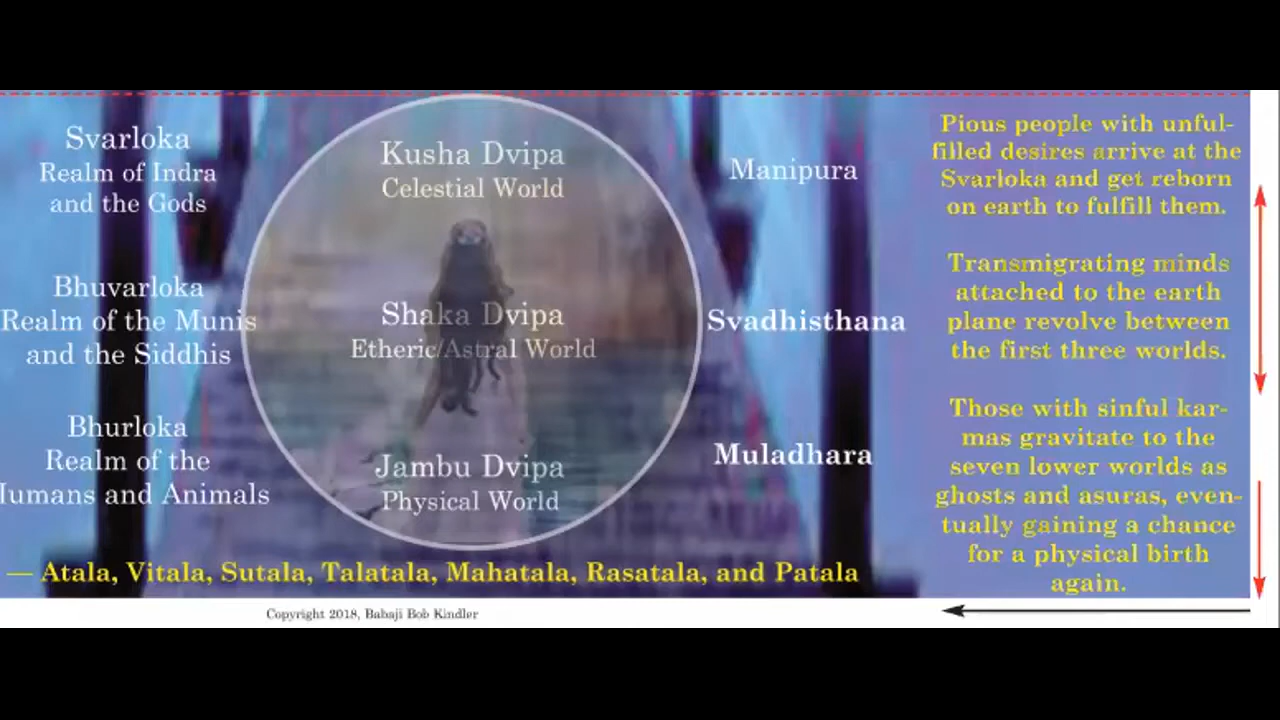 Svarloka
Realm of Indra
and the Gods
Kusha Dvipa
Celestial World
Manipura
Pious people with unful-
filled desires arrive at the
Svarloka and get reborn
on earth to fulfill them.
Bhuvarloka
Realm of the Munis
and the Siddhis
Shaka Dvipa
Etheric/Astral World
Svadhisthana
Transmigrating minds
attached to the earth
plane revolve between
the first three worlds.
Bhurloka
Realm of the
Humans and Animals
Jambu Dvipa
Physical World
Muladhara
Those with sinful kar-
mas gravitate to the
seven lower worlds as
ghosts and asuras, even-
tually gaining a chance
for a physical birth
again.
— Atala, Vitala, Sutala, Talatala, Mahatala, Rasatala, and Patala
Copyright 2018, Babaji Bob Kindler